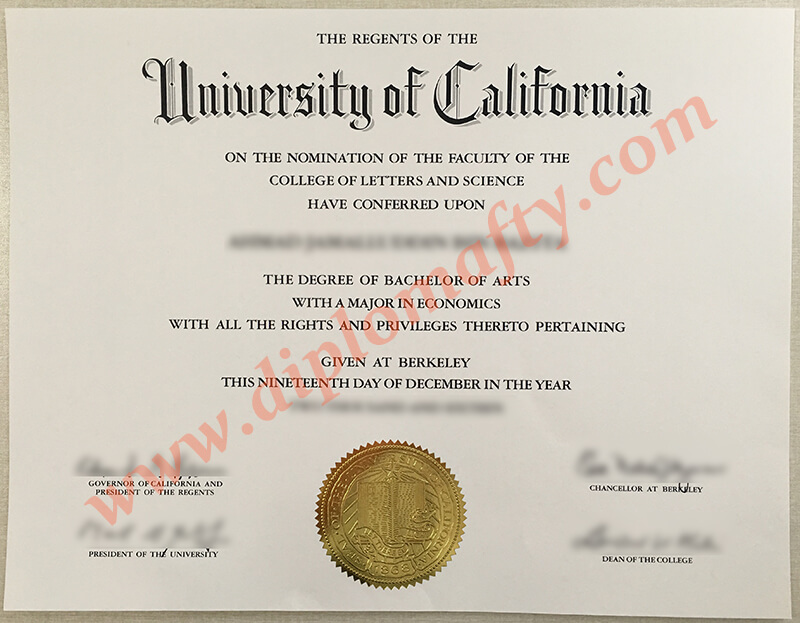 THE REGENTS OF THE
University of California
ON THE NOMINATION OF THE FACULTY OF THE
COLLEGE OF LETTERS AND SCIENCE
HAVE CONFERRED UPON
THE DEGREE OF BACHELOR OF ARTS
WITH A MAJOR IN ECONOMICS
WITH ALL THE RIGHTS AND PRIVILEGES THERETO PERTAINING
GIVEN AT BERKELEY
THIS NINETEENTH DAY OF DECEMBER IN THE YEAR
GOVERNOR OF CALIFORNIA AND
PRESIDENT OF THE REGENTS
CHANCELLOR AT BERKELEY
PRESIDENT OF THE UNIVERSITY
DEAN OF THE COLLEGE
1868
www.diplomafty.com